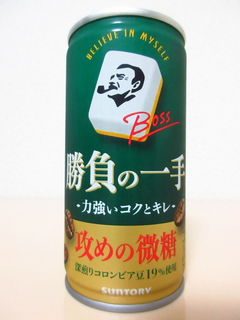 BELIEVE IN MYSELF
Boss
勝負の一手
-力強いコクとキレ-
攻めの微糖
深煎りコロンビア豆19%使用
SUNTORY